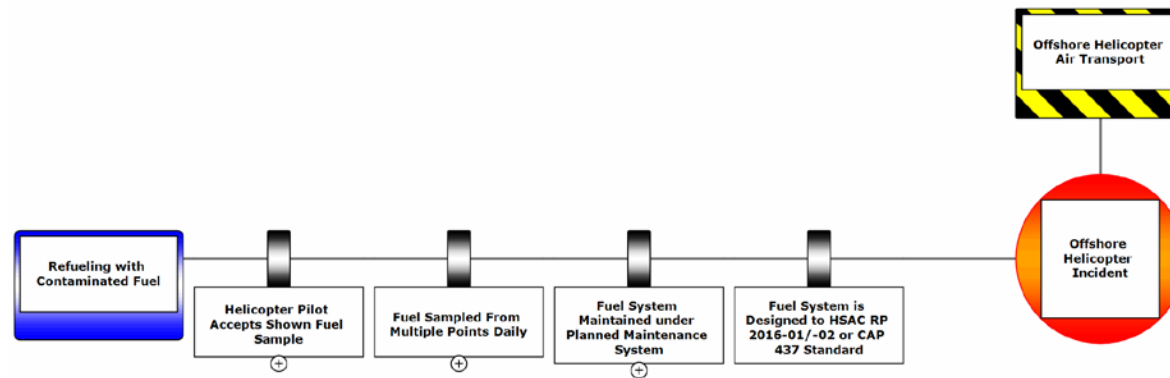 Offshore Helicopter
Air Transport
Refueling with
Contaminated Fuel
Offshore
Helicopter
Incident
Helicopter Pilot
Accepts Shown Fuel
Sample
Fuel Sampled From
Multiple Points Daily
Fuel System
Maintained under
Planned Maintenance
System
Fuel System is
Designed to HSAC RP
2016-01/-02 or CAP
437 Standard